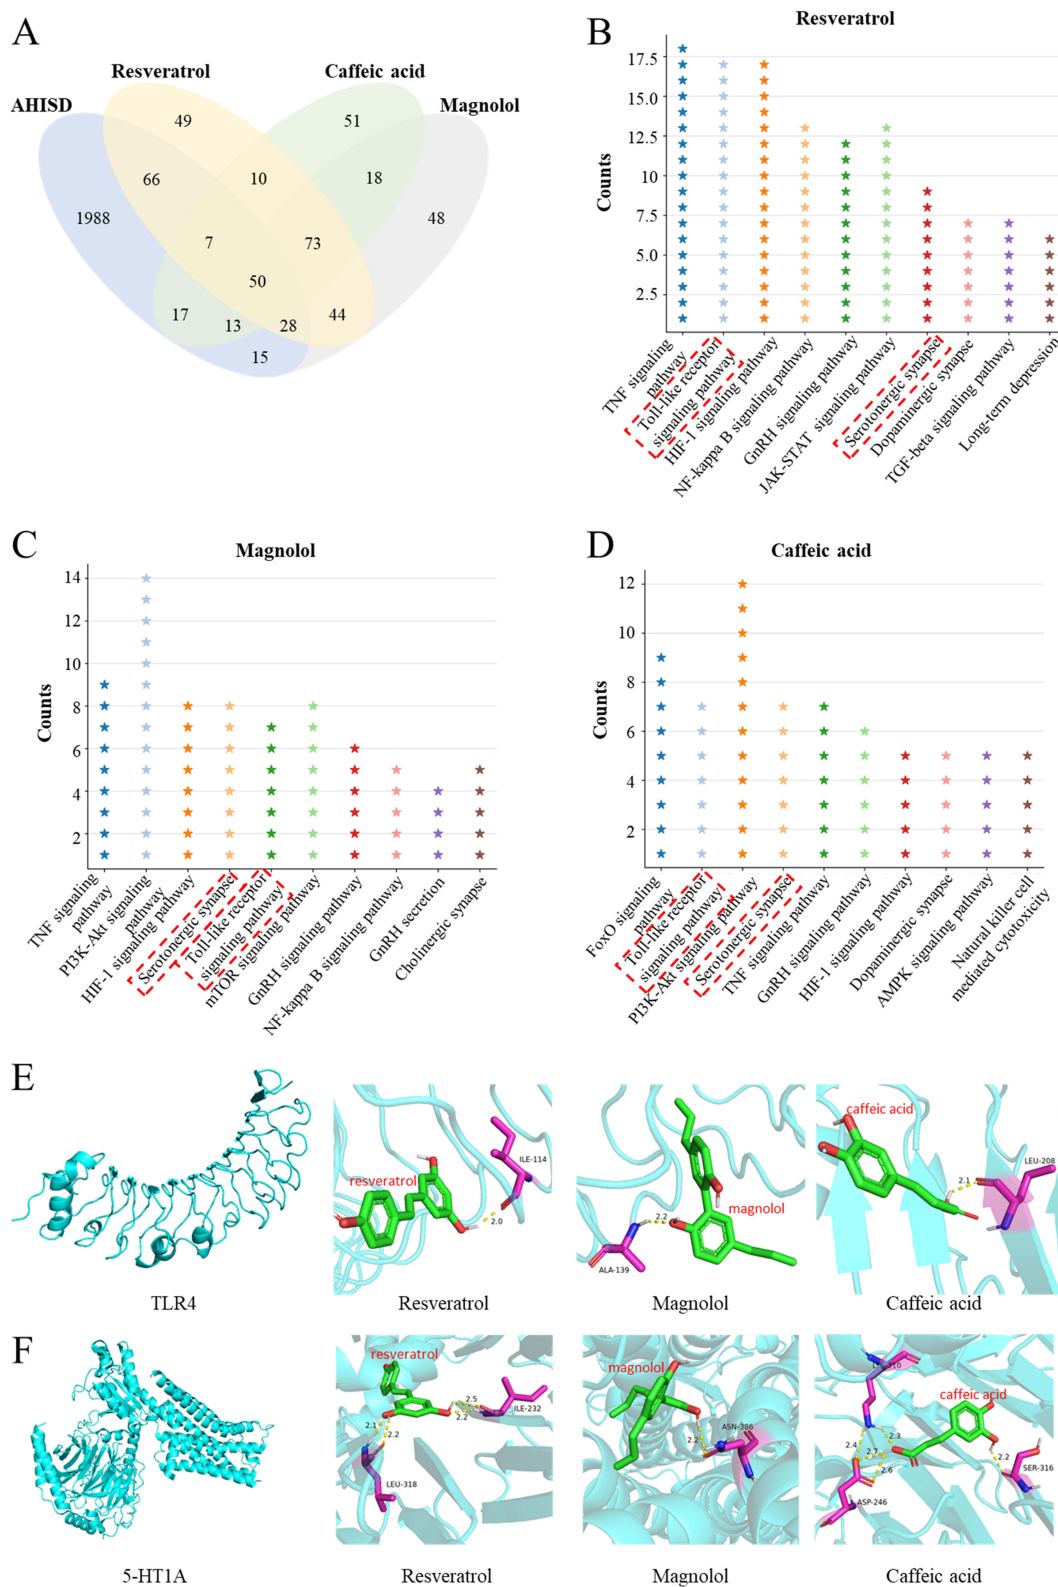 A
Resveratrol
Caffeic acid
AHISD
Magnolol
49
51
66
10
18
1988
48
7
73
50
17
13
28
44
15
B
Resveratrol
Counts
17.5
15.0
12.5
10
7.5
5.0
2.5
TNF signaling
pathway
Toll-like receptor
signaling pathway
HIF-1 signaling pathway
NF-kappa B signaling pathway
GnRH signaling pathway
JAK-STAT signaling pathway
Serotonergic synapse
Dopaminergic synapse
TGF-beta signaling pathway
Long-term depression
C
Magnolol
Counts
14
12
10
8
6
4
2
TNF signaling
pathway
PI3K-Akt signaling
pathway
HIF-1 signaling pathway
Serotonergic synapse
Toll-like receptor
signaling pathway
mTOR signaling pathway
GnRH signaling pathway
NF-kappa B signaling pathway
GnRH secretion
Cholinergic synapse
D
Caffeic acid
Counts
12
10
8
6
4
2
FoxO signaling
pathway
Toll-like receptor
signaling pathway
PI3K-Akt signaling pathway
Serotonergic synapse
TNF signaling pathway
GnRH signaling pathway
HIF-1 signaling pathway
Dopaminergic synapse
AMPK signaling pathway
Natural killer cell
mediated cytotoxicity
E
TLR4
resveratrol
ILE-114
2.0
Resveratrol
2.2
magnolol
ALA-139
Magnolol
caffeic acid
LEU-208
2.1
Caffeic acid
F
5-HT1A
resveratrol
2.5
2.2
ILE-232
2.1
2.2
LEU-318
Resveratrol
magnolol
ASN-386
2.2
Magnolol
caffeic acid
2.3
2.4
2.7
2.6
2.2
SER-316
ASP-246
Caffeic acid